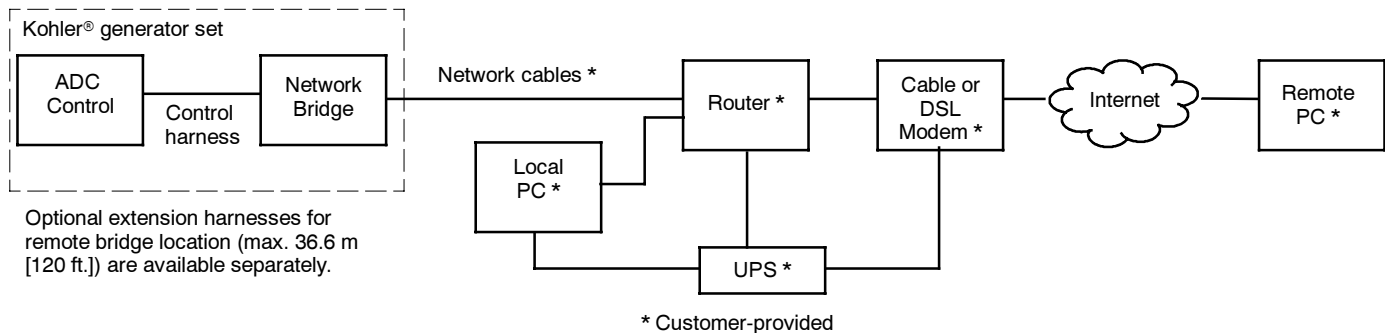 Kohler® generator set
ADC
Control
Control
harness
Network
Bridge
Network cables *
Router *
Cable or
DSL
Modem *
Internet
Remote
PC *
Local
PC *
UPS *
Optional extension harnesses for
remote bridge location (max. 36.6 m
[120 ft.]) are available separately.
* Customer-provided